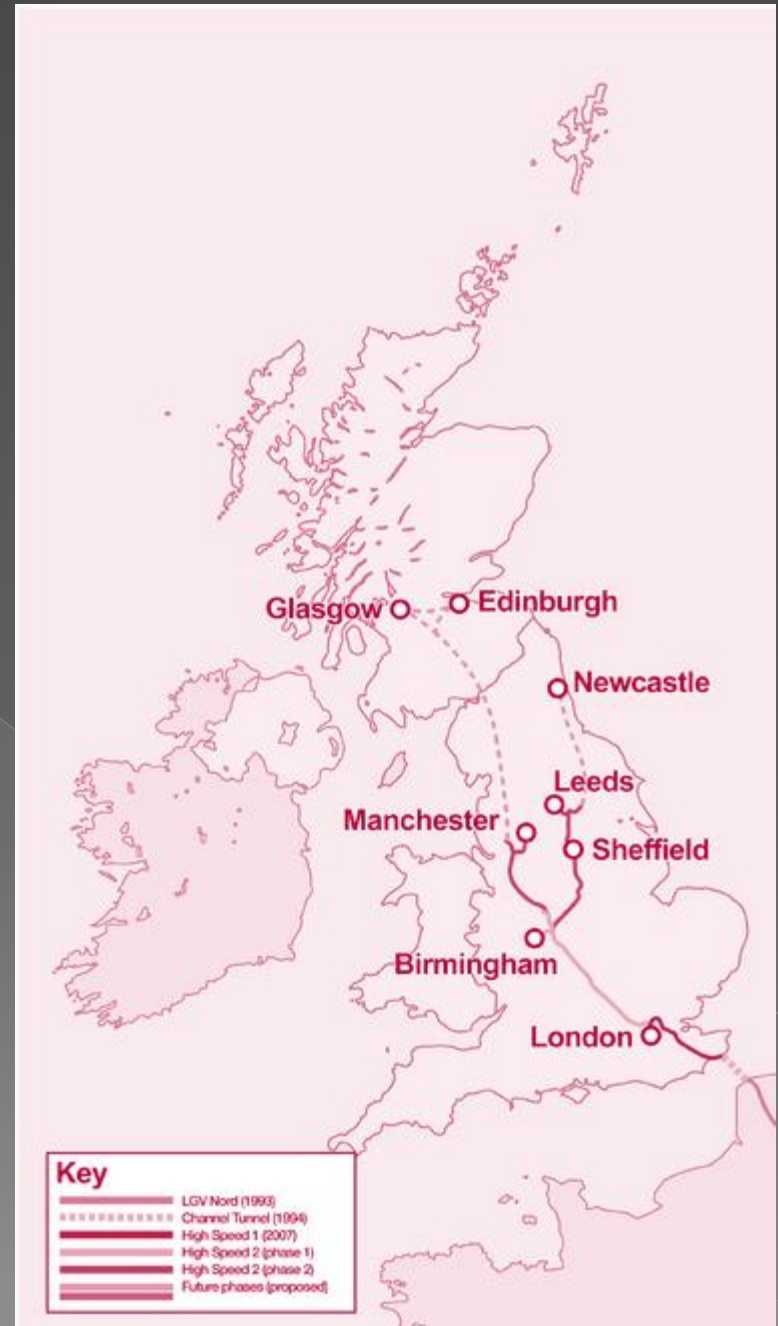 Glasgow
Edinburgh
Newcastle
Leeds
Manchester
Sheffield
Birmingham
London
Key
LGV Nord (1993)
Channel Tunnel (1994)
High Speed 1 (2007)
High Speed 2 (phase 1)
High Speed 2 (phase 2)
Future phases (proposed)